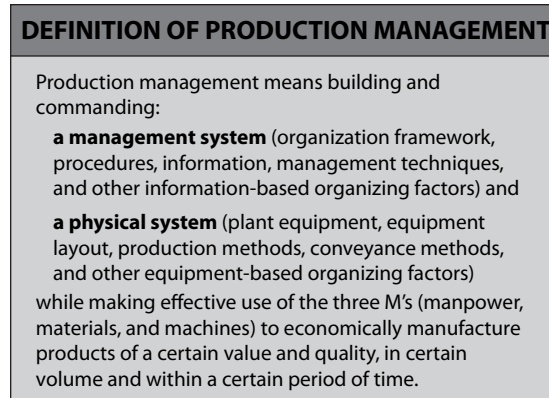 DEFINITION OF PRODUCTION MANAGEMENT
Production management means building and
commanding:
a management system (organization framework,
procedures, information, management techniques,
and other information-based organizing factors) and
a physical system (plant equipment, equipment
layout, production methods, conveyance methods,
and other equipment-based organizing factors)
while making effective use of the three M's (manpower,
materials, and machines) to economically manufacture
products of a certain value and quality, in certain
volume and within a certain period of time.